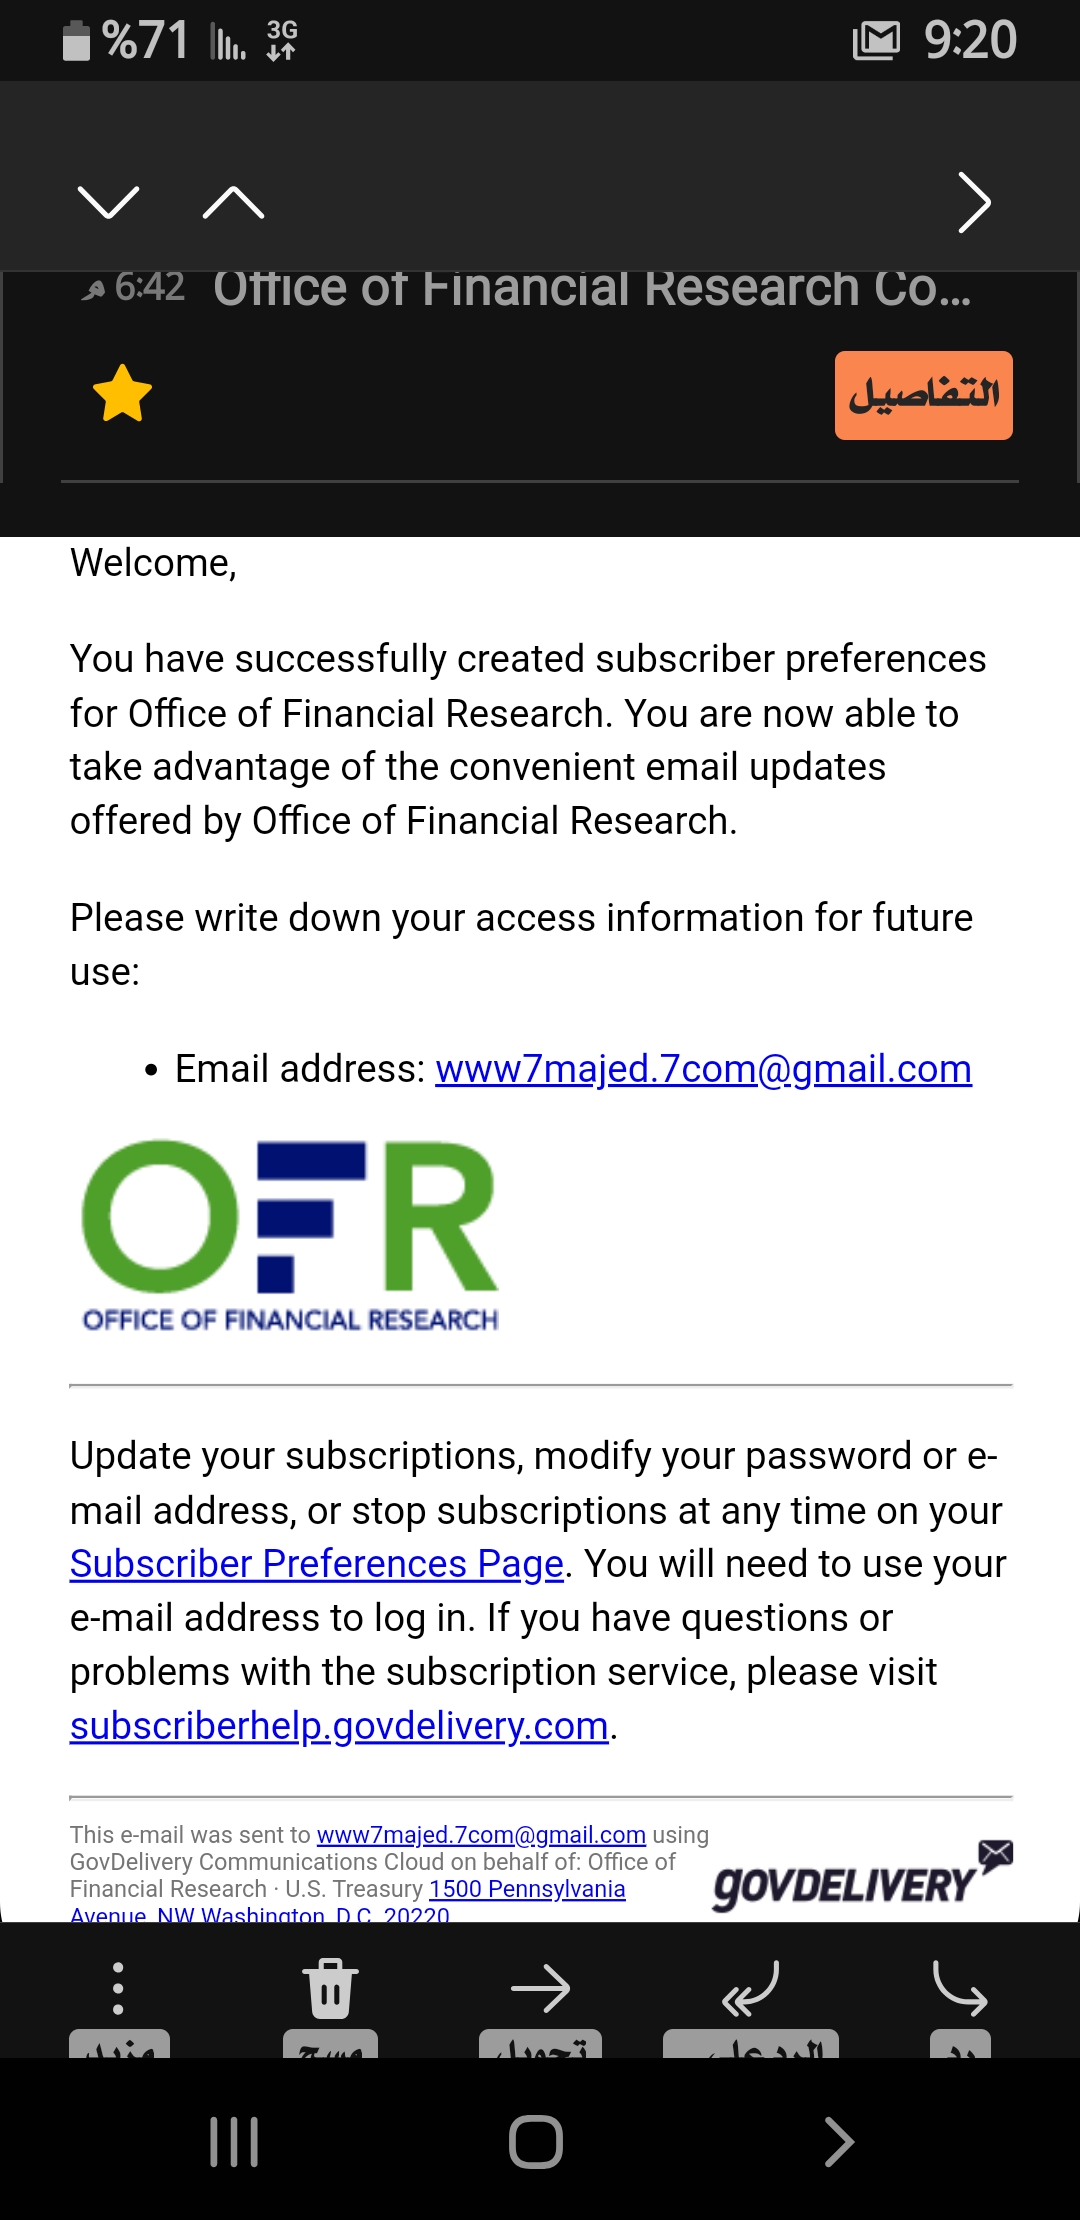 %71 3G 9:20
6:42 م Office of Financial Research Co...
التفاصيل
Welcome,
You have successfully created subscriber preferences
for Office of Financial Research. You are now able to
take advantage of the convenient email updates
offered by Office of Financial Research.
Please write down your access information for future
use:
• Email address: www7majed.7com@gmail.com
OFR
OFFICE OF FINANCIAL RESEARCH
Update your subscriptions, modify your password or e-
mail address, or stop subscriptions at any time on your
Subscriber Preferences Page. You will need to use your
e-mail address to log in. If you have questions or
problems with the subscription service, please visit
subscriberhelp.govdelivery.com.
This e-mail was sent to www7majed.7com@gmail.com using
GovDelivery Communications Cloud on behalf of: Office of
Financial Research · U.S. Treasury 1500 Pennsylvania
Avenue, NW Washington, D.C. 20220
GOVDELIVERY
رد الرد على تحويل مسح مزيد